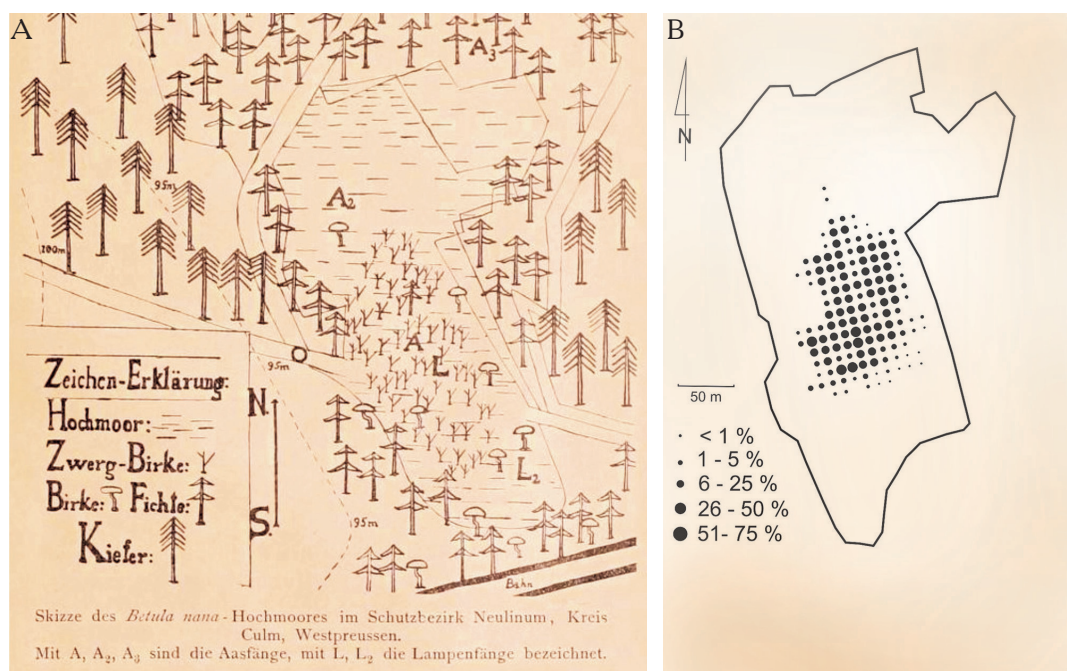 A
A₃
95m
A₂
100m
A
L
95m
Zeichen-Erklärung:
Hochmoor:
Zwerg-Birke:
Birke: Fichte:
Kiefer:
N.
S.
L₂
95m
Bahn
Skizze des Betula nana-Hochmoores im Schutzbezirk Neulinum, Kreis
Culm, Westpreussen.
Mit A, A₂, A₃ sind die Aasfänge, mit L, L₂ die Lampenfänge bezeichnet.
B
N
50 m
< 1 %
1 - 5 %
6 - 25 %
26 - 50 %
51- 75 %